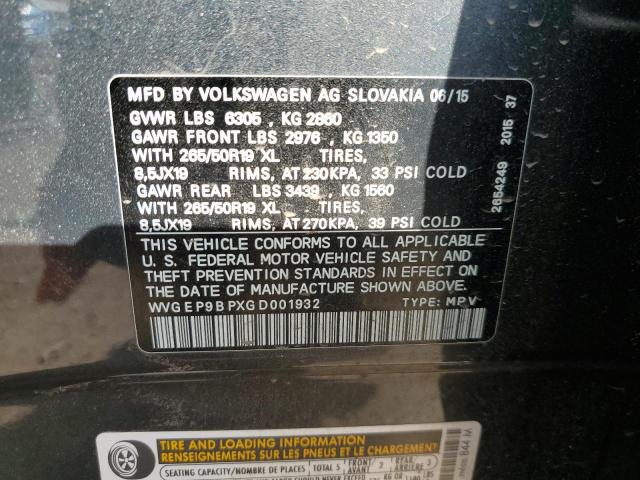 MFD BY VOLKSWAGEN AG SLOVAKIA 06/15
GVWR LBS 6305 , KG 2860
GAWR FRONT LBS 2976 , KG 1350
WITH 265/50R19 XL TIRES,
8,5JX19 RIMS, AT 230KPA, 33 PSI COLD
GAWR REAR LBS 3439 , KG 1560
WITH 265/50R19 XL TIRES,
8,5JX19 RIMS, AT 270KPA, 39 PSI COLD
THIS VEHICLE CONFORMS TO ALL APPLICABLE
U. S. FEDERAL MOTOR VEHICLE SAFETY AND
THEFT PREVENTION STANDARDS IN EFFECT ON
THE DATE OF MANUFACTURE SHOWN ABOVE.
WVGEP9BPXGD001932 TYPE: MPV
2654249 2015 37
TIRE AND LOADING INFORMATION
RENSEIGNEMENTS SUR LES PNEUS ET LE CHARGEMENT
SEATING CAPACITY/NOMBRE DE PLACES TOTAL 5 FRONT AVANT 2 REAR ARRIÈRE 3